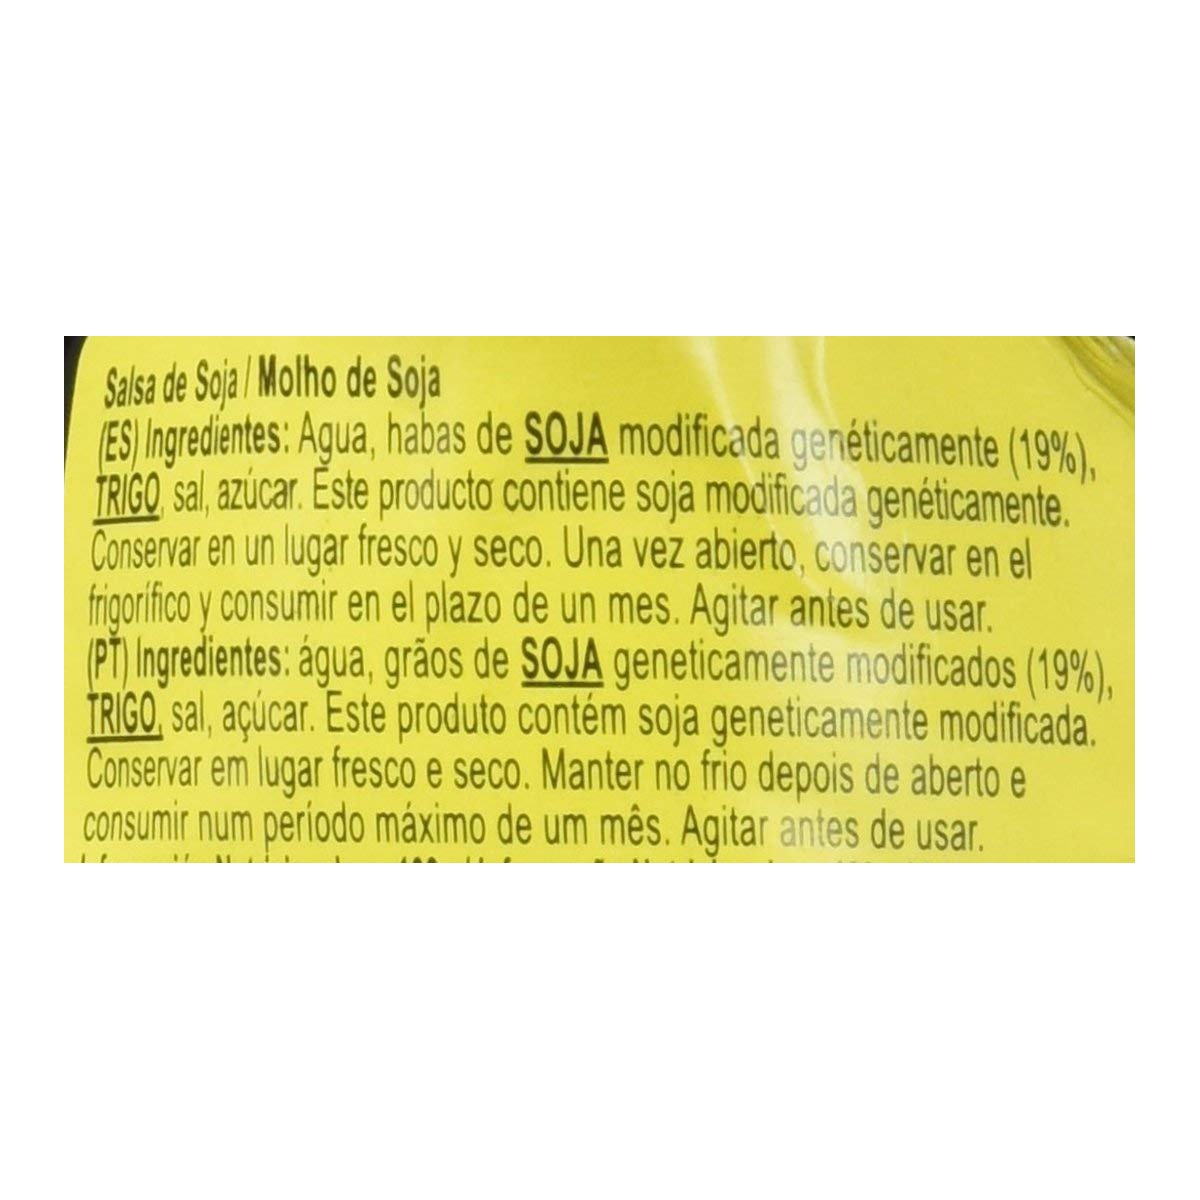 Salsa de Soja / Molho de Soja
(ES) Ingredientes: Agua, habas de SOJA modificada genéticamente (19%),
TRIGO, sal, azúcar. Este producto contiene soja modificada genéticamente.
Conservar en un lugar fresco y seco. Una vez abierto, conservar en el
frigorífico y consumir en el plazo de un mes. Agitar antes de usar.
(PT) Ingredientes: água, grãos de SOJA geneticamente modificados (19%),
TRIGO, sal, açúcar. Este produto contém soja geneticamente modificada.
Conservar em lugar fresco e seco. Manter no frio depois de aberto e
consumir num período máximo de um mês. Agitar antes de usar.